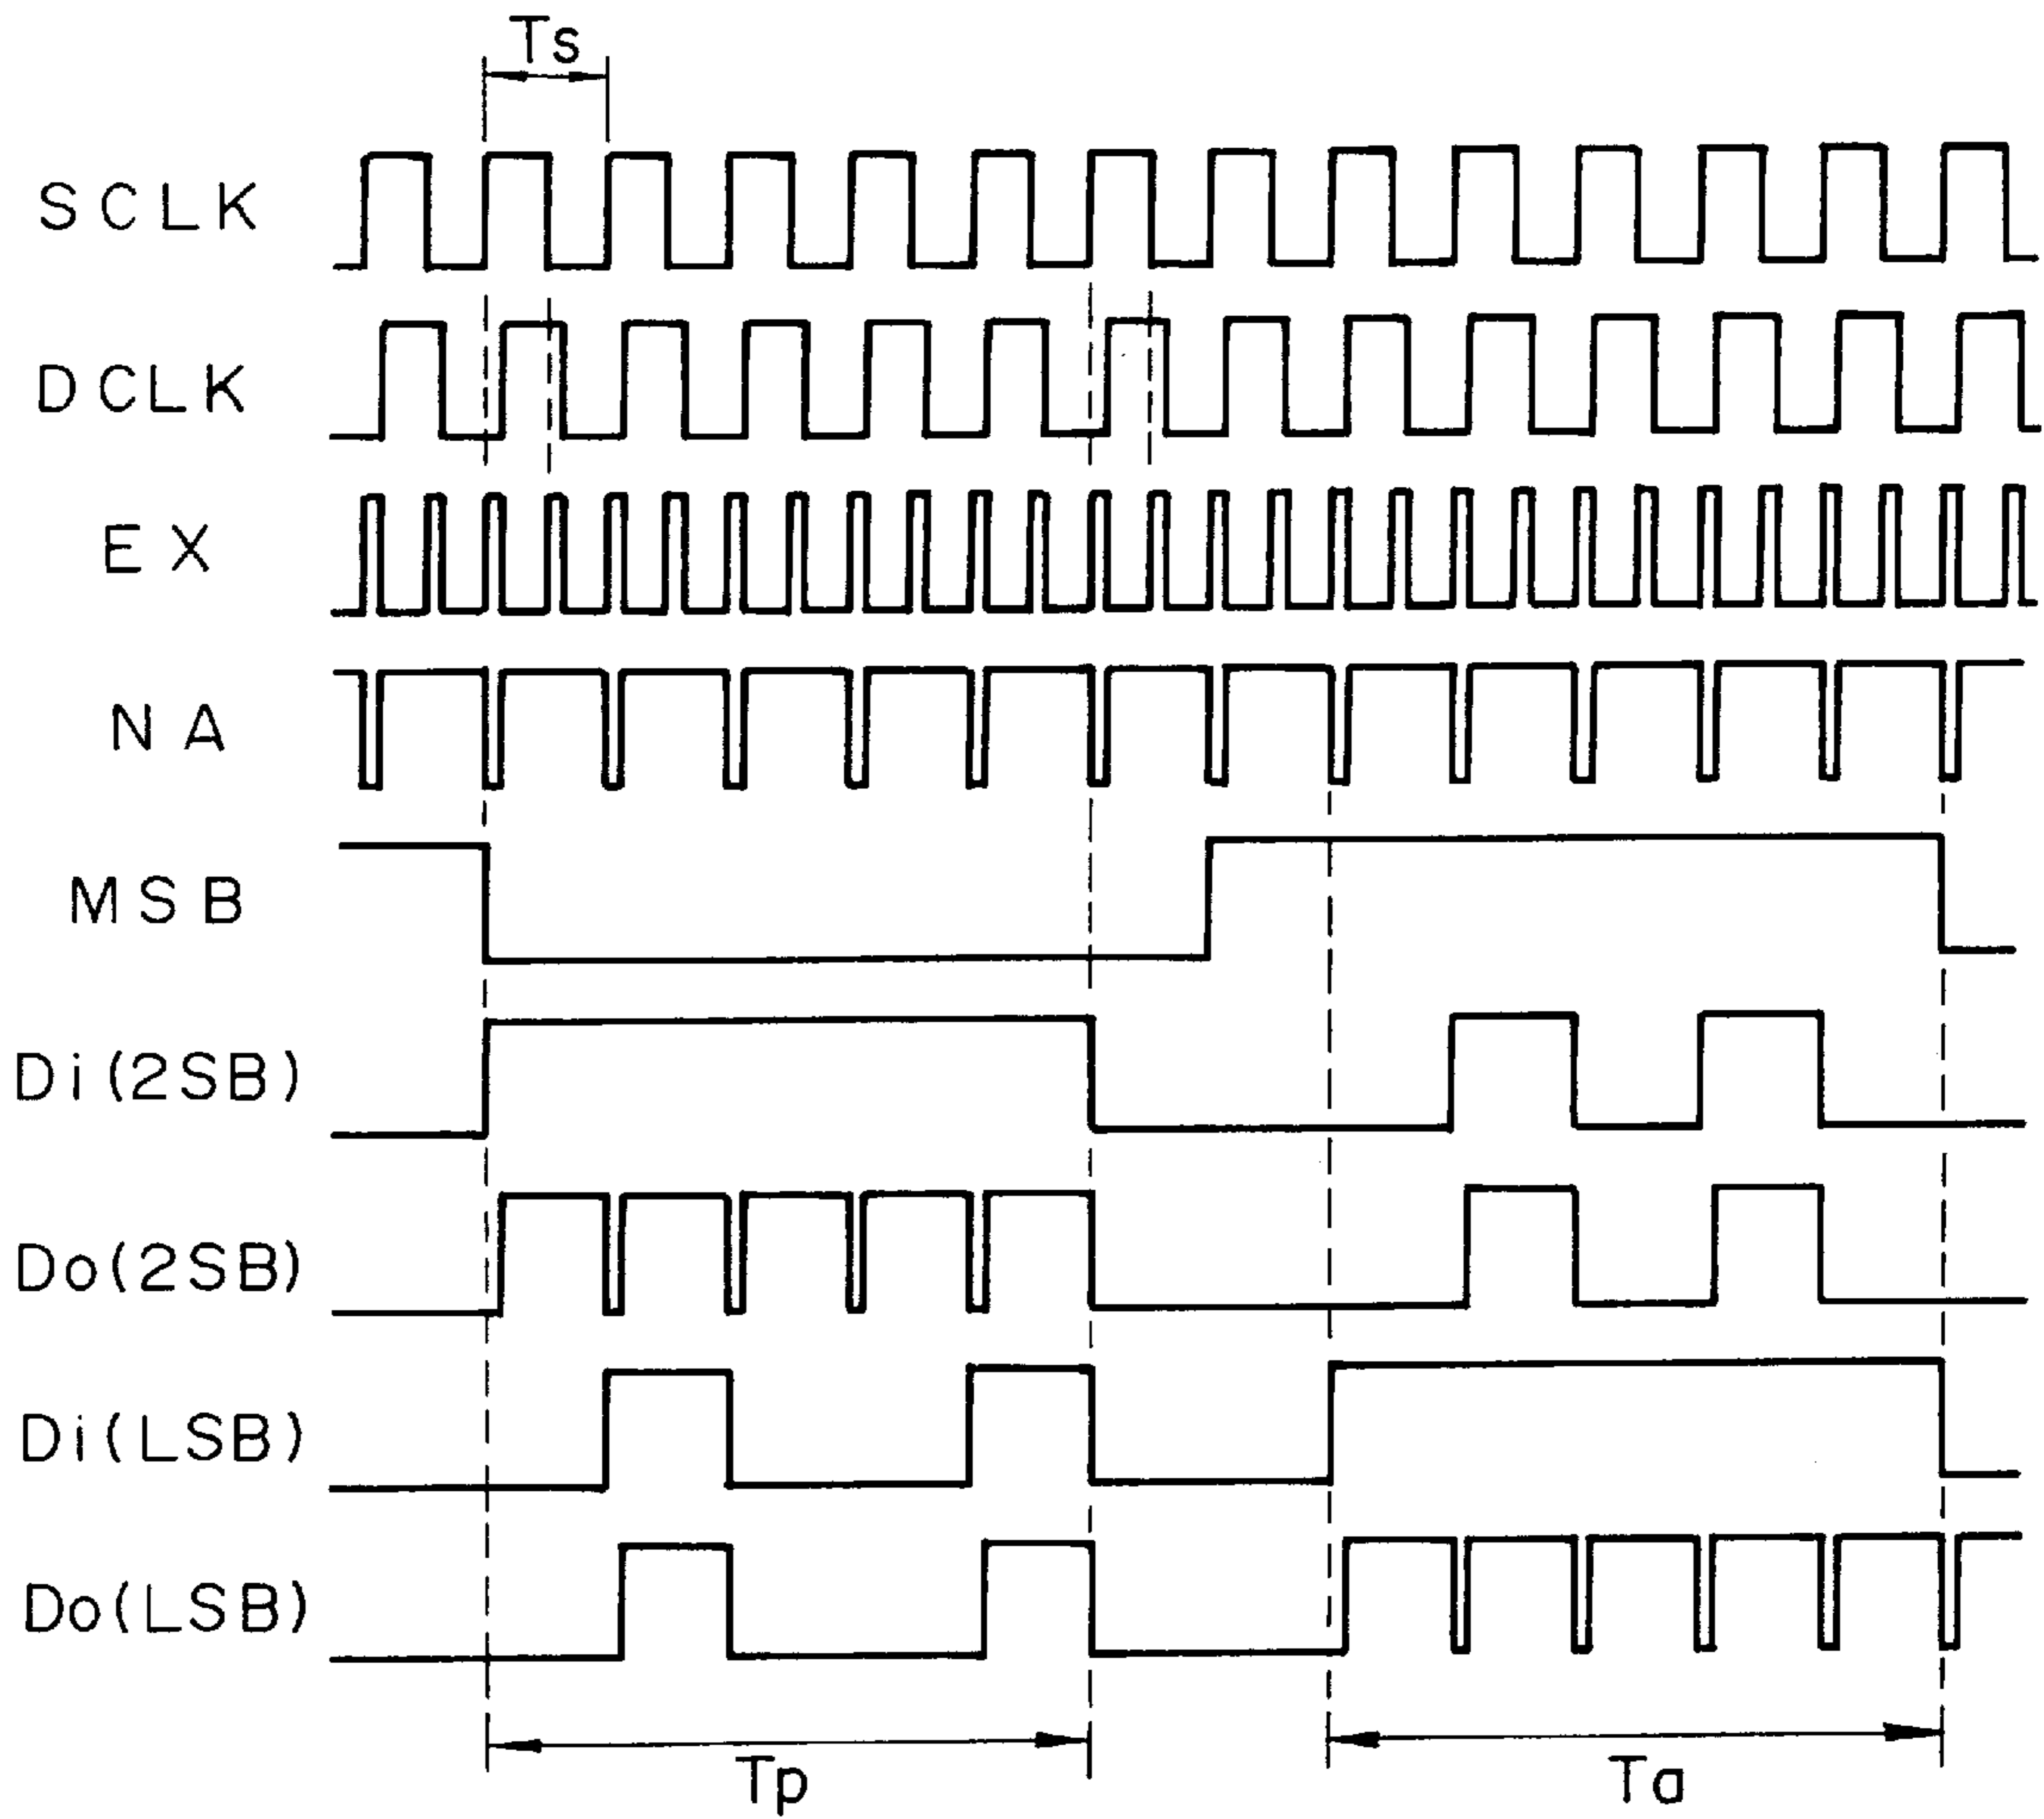 Ts
SCLK
DCLK
EX
NA
MSB
Di(2SB)
Do(2SB)
Di(LSB)
Do(LSB)
Tp Ta